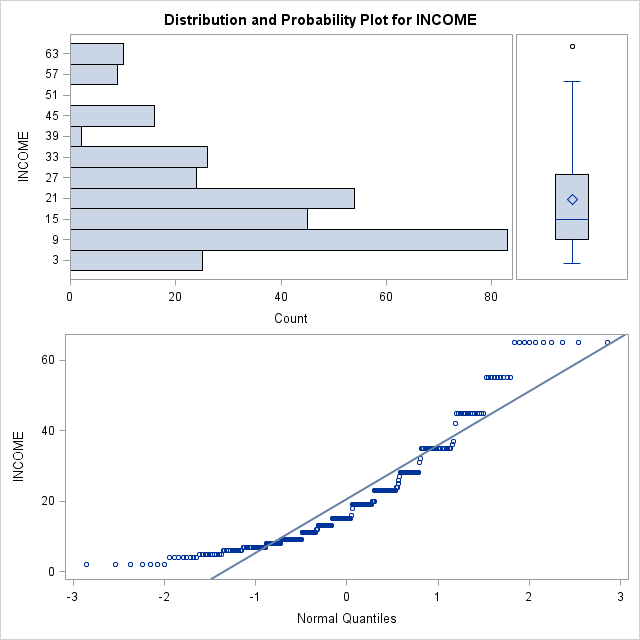 Distribution and Probability Plot for INCOME
INCOME
63
57
51
45
39
33
27
21
15
9
3
0 20 40 60 80
Count
INCOME
60
40
20
0
-3 -2 -1 0 1 2 3
Normal Quantiles